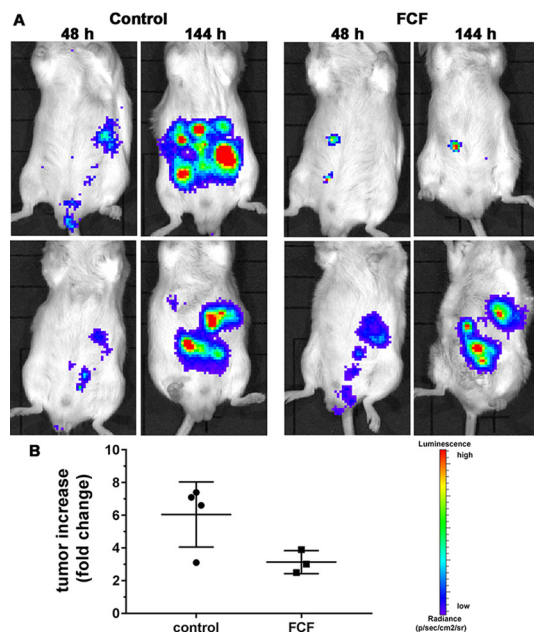 A
Control
FCF
48 h
144 h
48 h
144 h
B
tumor increase
(fold change)
10
8
6
4
2
0
control
FCF
Luminescence
high
low
Radiance
(p/sec/cm2/sr)